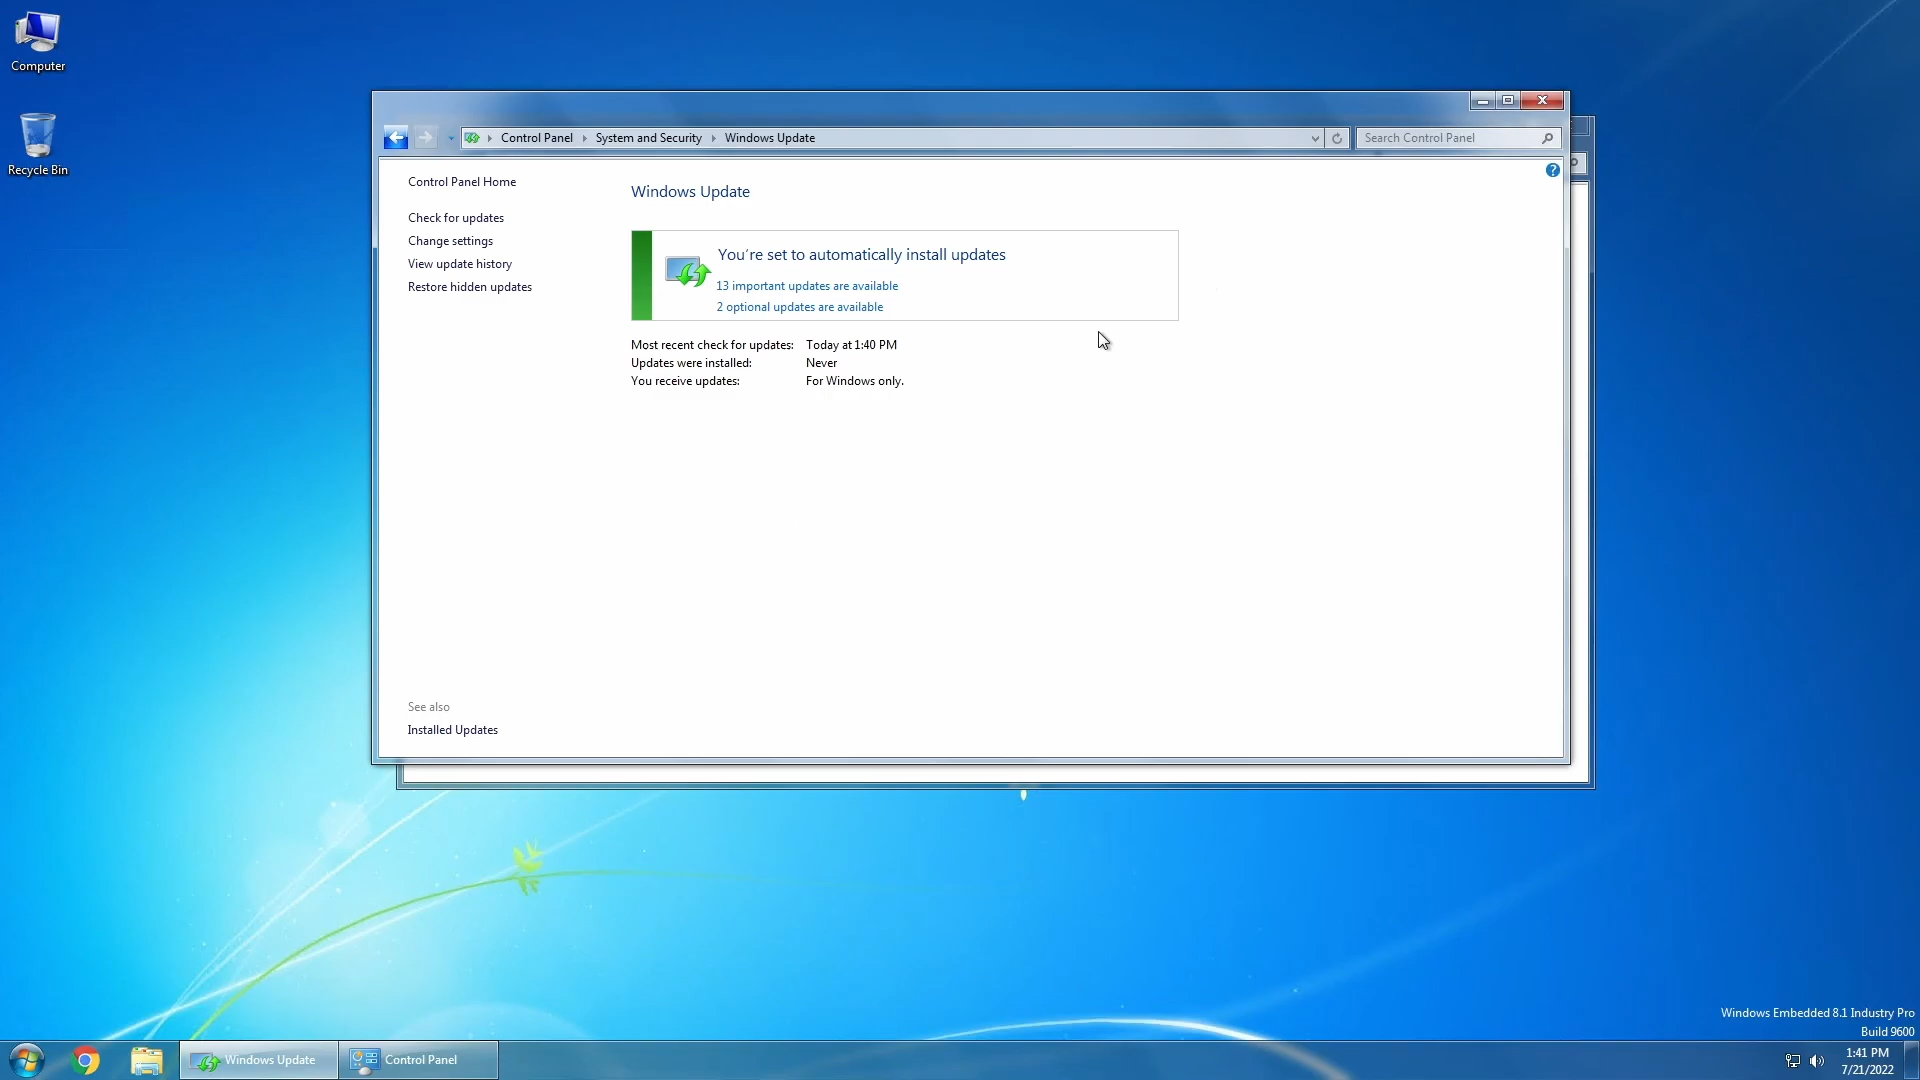 Computer
Recycle Bin
Control Panel
System and Security
Windows Update
Search Control Panel
Control Panel Home
Check for updates
Change settings
View update history
Restore hidden updates
Windows Update
You're set to automatically install updates
13 important updates are available
2 optional updates are available
Most recent check for updates: Today at 1:40 PM
Updates were installed: Never
You receive updates: For Windows only.
See also
Installed Updates
Windows Embedded 8.1 Industry Pro
Build 9600
Windows Update
Control Panel
1:41 PM
7/21/2022